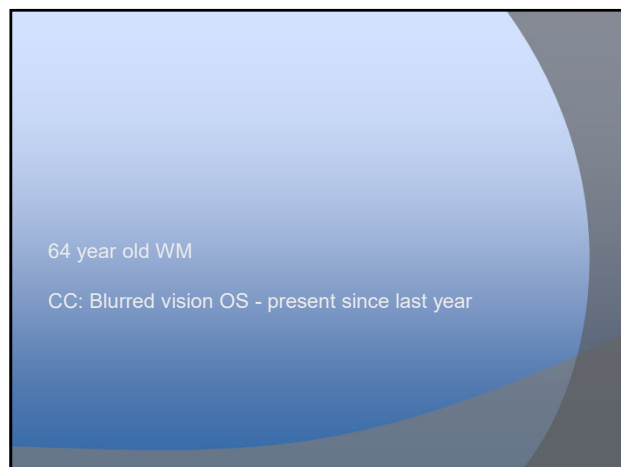 64 year old WM
CC: Blurred vision OS - present since last year